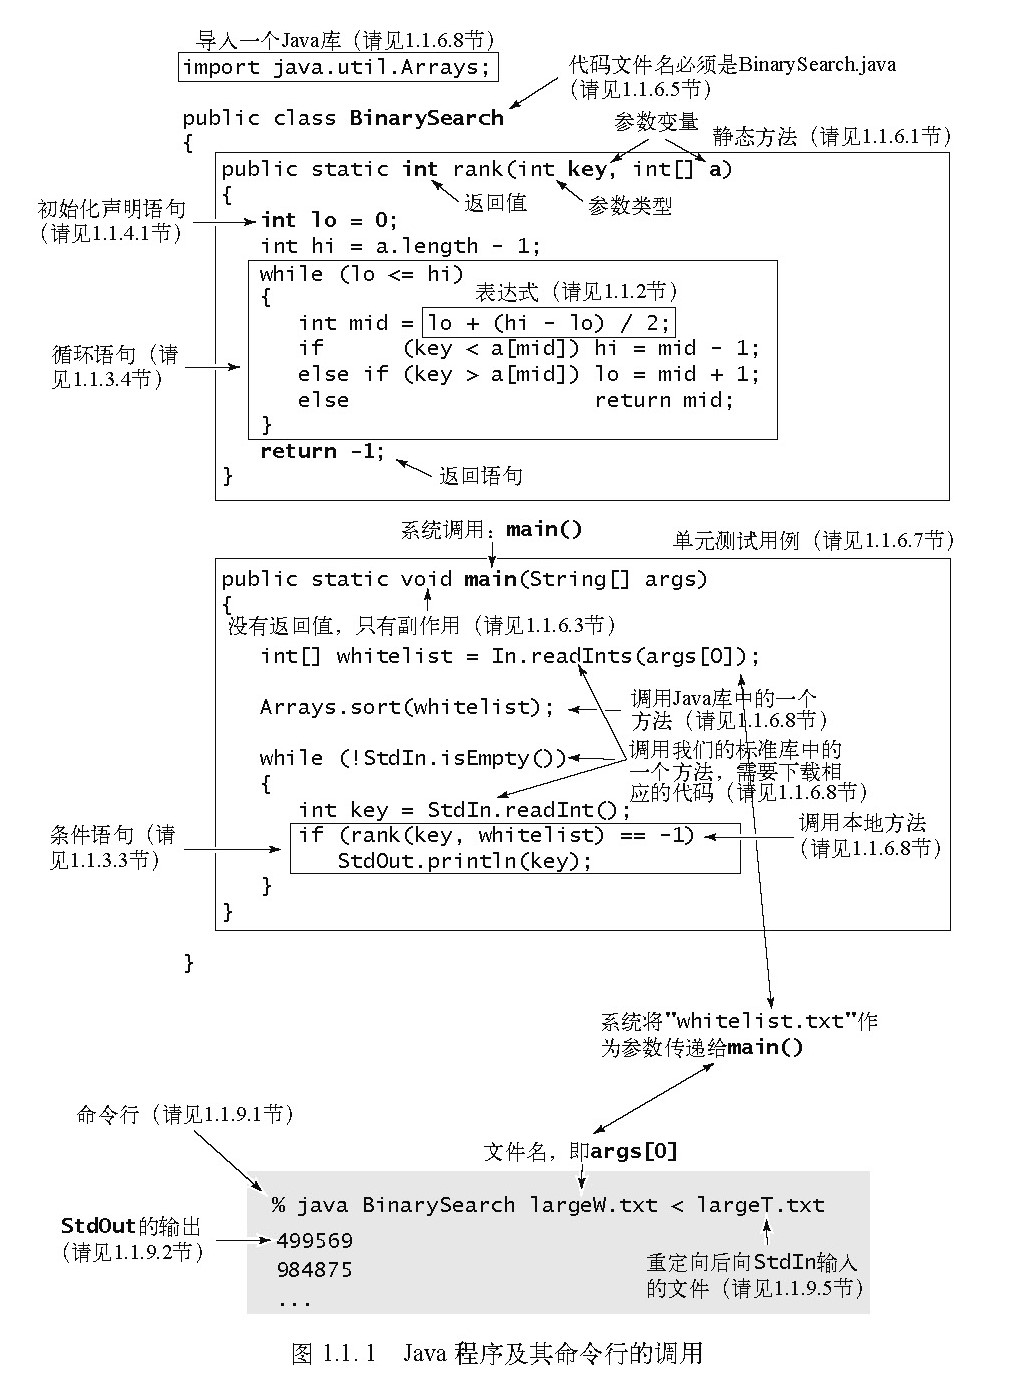 导入一个Java库（请见1.1.6.8节）
import java.util.Arrays;
代码文件名必须是BinarySearch.java
（请见1.1.6.5节）
public class BinarySearch
参数变量
{
静态方法（请见1.1.6.1节）
public static int rank(int key, int[] a)
{
返回值
参数类型
初始化声明语句
（请见1.1.4.1节）
int lo = 0;
int hi = a.length - 1;
while (lo <= hi)
{
表达式（请见1.1.2节）
int mid = lo + (hi - lo) / 2;
if (key < a[mid]) hi = mid - 1;
循环语句（请
见1.1.3.4节）
else if (key > a[mid]) lo = mid + 1;
else return mid;
}
return -1;
}
返回语句
系统调用：main()
单元测试用例（请见1.1.6.7节）
public static void main(String[] args)
{
没有返回值，只有副作用（请见1.1.6.3节）
int[] whitelist = In.readInts(args[0]);
Arrays.sort(whitelist);
调用Java库中的一个
方法（请见1.1.6.8节）
while (!StdIn.isEmpty())
调用我们的标准库中的
一个方法，需要下载相
应的代码（请见1.1.6.8节）
{
int key = StdIn.readInt();
条件语句（请
见1.1.3.3节）
if (rank(key, whitelist) == -1)
StdOut.println(key);
调用本地方法
（请见1.1.6.8节）
}
}
}
系统将"whitelist.txt"作
为参数传递给main()
命令行（请见1.1.9.1节）
文件名，即args[0]
% java BinarySearch largeW.txt < largeT.txt
StdOut的输出
（请见1.1.9.2节）
499569
984875
...
重定向后向StdIn输入
的文件（请见1.1.9.5节）
图 1.1.1 Java 程序及其命令行的调用